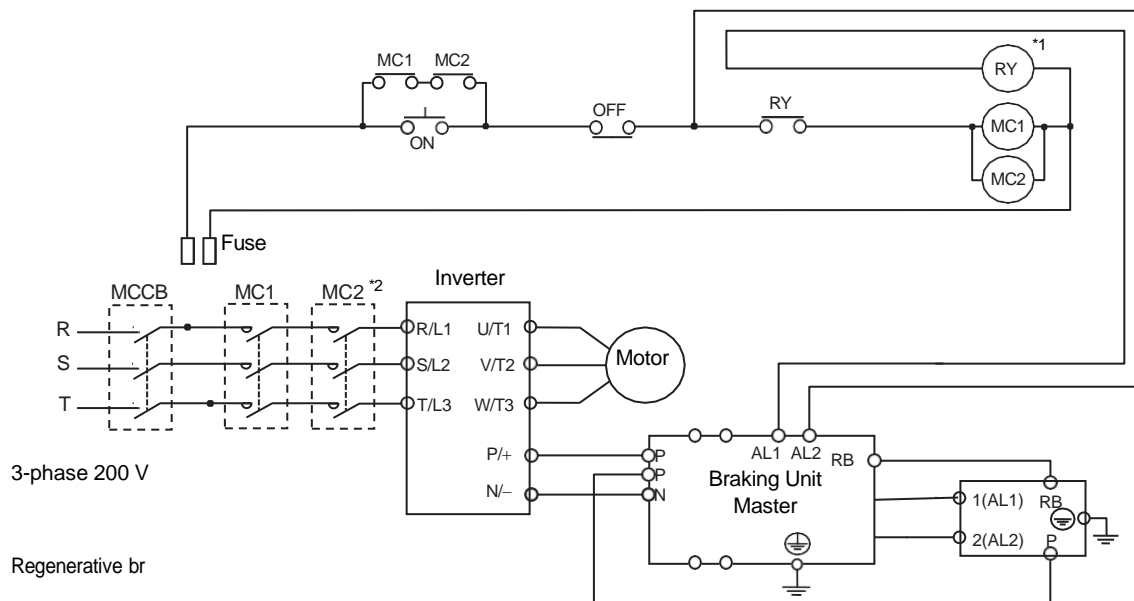 *1
MC1 MC2
RY
OFF
RY
MC1
ON
MC2
Fuse
Inverter
MCCB MC1 MC2 *2
R R/L1 U/T1
S S/L2 V/T2 Motor
T T/L3 W/T3
P/+ P
AL1 AL2
RB
3-phase 200 V
P
Braking Unit
N/− N
Master
1(AL1) RB
2(AL2) P
Regenerative br